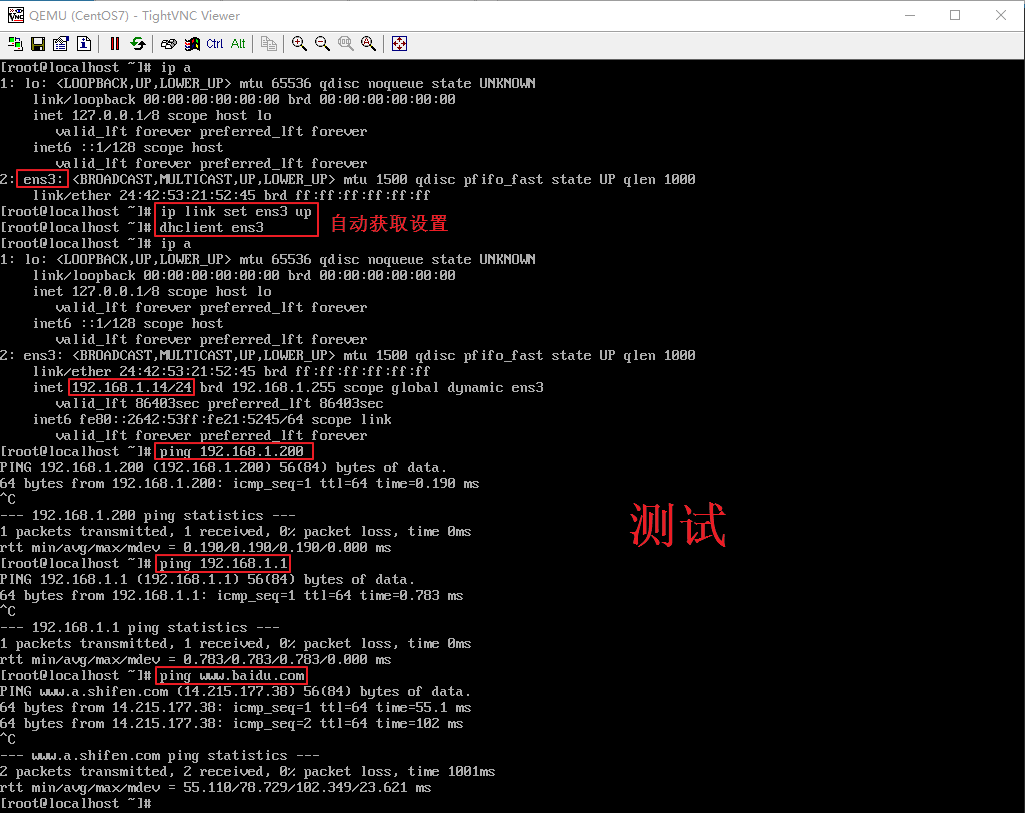 QEMU (CentOS7) - TightVNC Viewer
Ctrl Alt
[root@localhost ~]# ip a
1: lo: <LOOPBACK,UP,LOWER_UP> mtu 65536 qdisc noqueue state UNKNOWN
link/loopback 00:00:00:00:00:00 brd 00:00:00:00:00:00
inet 127.0.0.1/8 scope host lo
valid_lft forever preferred_lft forever
inet6 ::1/128 scope host
valid_lft forever preferred_lft forever
2: ens3: <BROADCAST,MULTICAST,UP,LOWER_UP> mtu 1500 qdisc pfifo_fast state UP qlen 1000
link/ether 24:42:53:21:52:45 brd ff:ff:ff:ff:ff:ff
[root@localhost ~]# ip link set ens3 up
自动获取设置
[root@localhost ~]# dhclient ens3
[root@localhost ~]# ip a
1: lo: <LOOPBACK,UP,LOWER_UP> mtu 65536 qdisc noqueue state UNKNOWN
link/loopback 00:00:00:00:00:00 brd 00:00:00:00:00:00
inet 127.0.0.1/8 scope host lo
valid_lft forever preferred_lft forever
inet6 ::1/128 scope host
valid_lft forever preferred_lft forever
2: ens3: <BROADCAST,MULTICAST,UP,LOWER_UP> mtu 1500 qdisc pfifo_fast state UP qlen 1000
link/ether 24:42:53:21:52:45 brd ff:ff:ff:ff:ff:ff
inet 192.168.1.14/24 brd 192.168.1.255 scope global dynamic ens3
valid_lft 86403sec preferred_lft 86403sec
inet6 fe80::2642:53ff:fe21:5245/64 scope link
valid_lft forever preferred_lft forever
[root@localhost ~]# ping 192.168.1.200
PING 192.168.1.200 (192.168.1.200) 56(84) bytes of data.
64 bytes from 192.168.1.200: icmp_seq=1 ttl=64 time=0.190 ms
^C
--- 192.168.1.200 ping statistics ---
测试
1 packets transmitted, 1 received, 0% packet loss, time 0ms
rtt min/avg/max/mdev = 0.190/0.190/0.190/0.000 ms
[root@localhost ~]# ping 192.168.1.1
PING 192.168.1.1 (192.168.1.1) 56(84) bytes of data.
64 bytes from 192.168.1.1: icmp_seq=1 ttl=64 time=0.783 ms
^C
--- 192.168.1.1 ping statistics ---
1 packets transmitted, 1 received, 0% packet loss, time 0ms
rtt min/avg/max/mdev = 0.783/0.783/0.783/0.000 ms
[root@localhost ~]# ping www.baidu.com
PING www.a.shifen.com (14.215.177.38) 56(84) bytes of data.
64 bytes from 14.215.177.38: icmp_seq=1 ttl=64 time=55.1 ms
64 bytes from 14.215.177.38: icmp_seq=2 ttl=64 time=102 ms
^C
--- www.a.shifen.com ping statistics ---
2 packets transmitted, 2 received, 0% packet loss, time 1001ms
rtt min/avg/max/mdev = 55.110/78.729/102.349/23.621 ms
[root@localhost ~]#